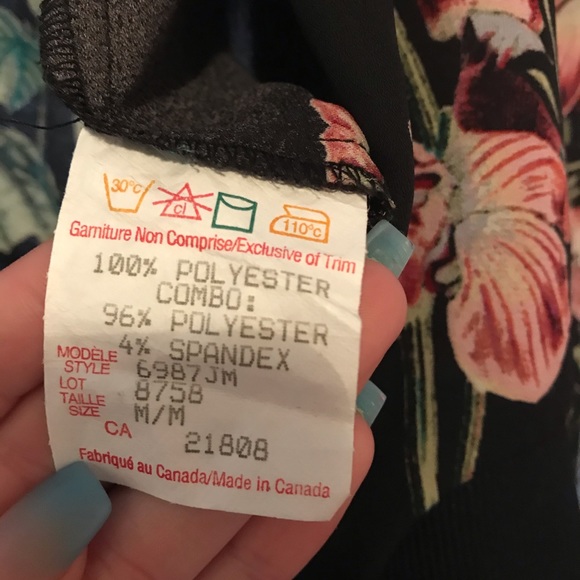 30°C cl 110°C
Garniture Non Comprise/Exclusive of Trim
100% POLYESTER
COMBO:
96% POLYESTER
4% SPANDEX
MODÈLE
STYLE 6987JM
LOT 8758
TAILLE
SIZE M/M
CA 21808
Fabriqué au Canada/Made in Canada